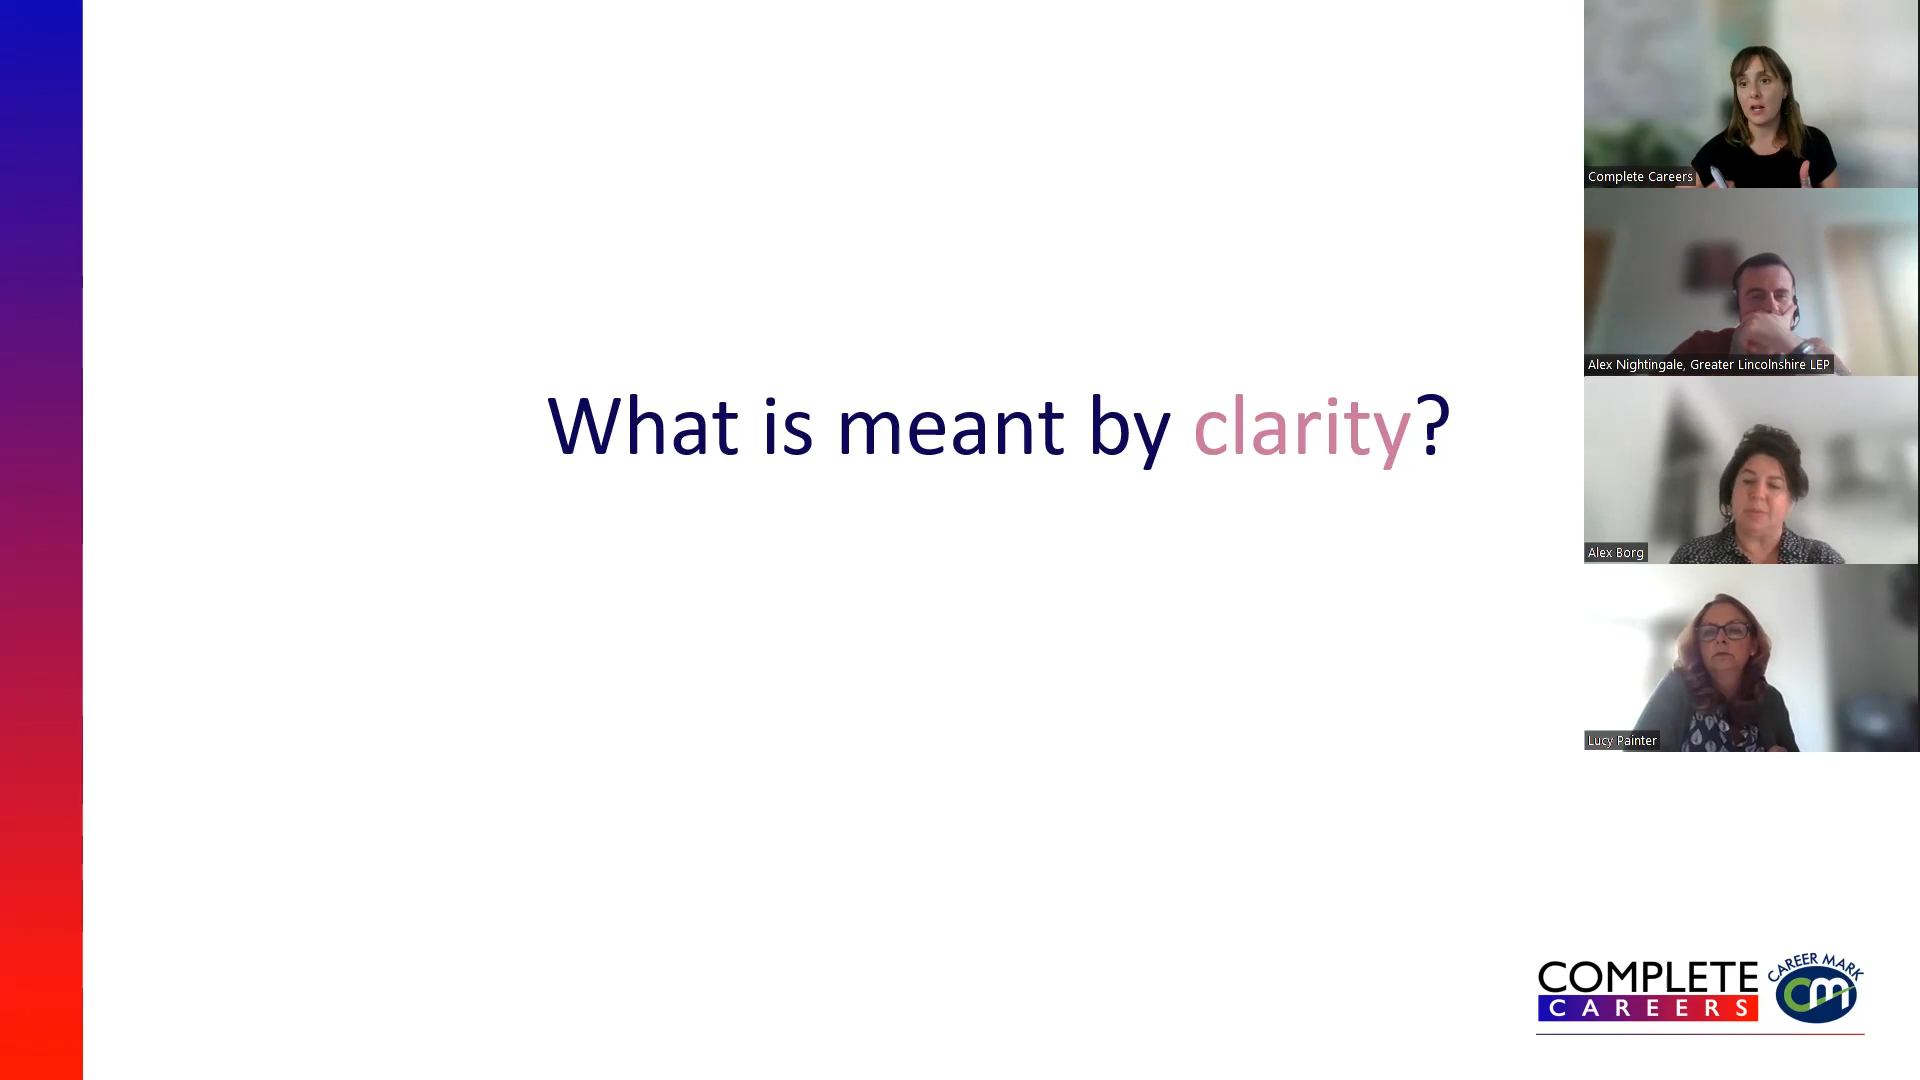 What is meant by clarity?
Complete Careers
Alex Nightingale, Greater Lincolnshire LEP
Alex Borg
Lucy Painter
COMPLETE
CAREERS
CAREER MARK
cm